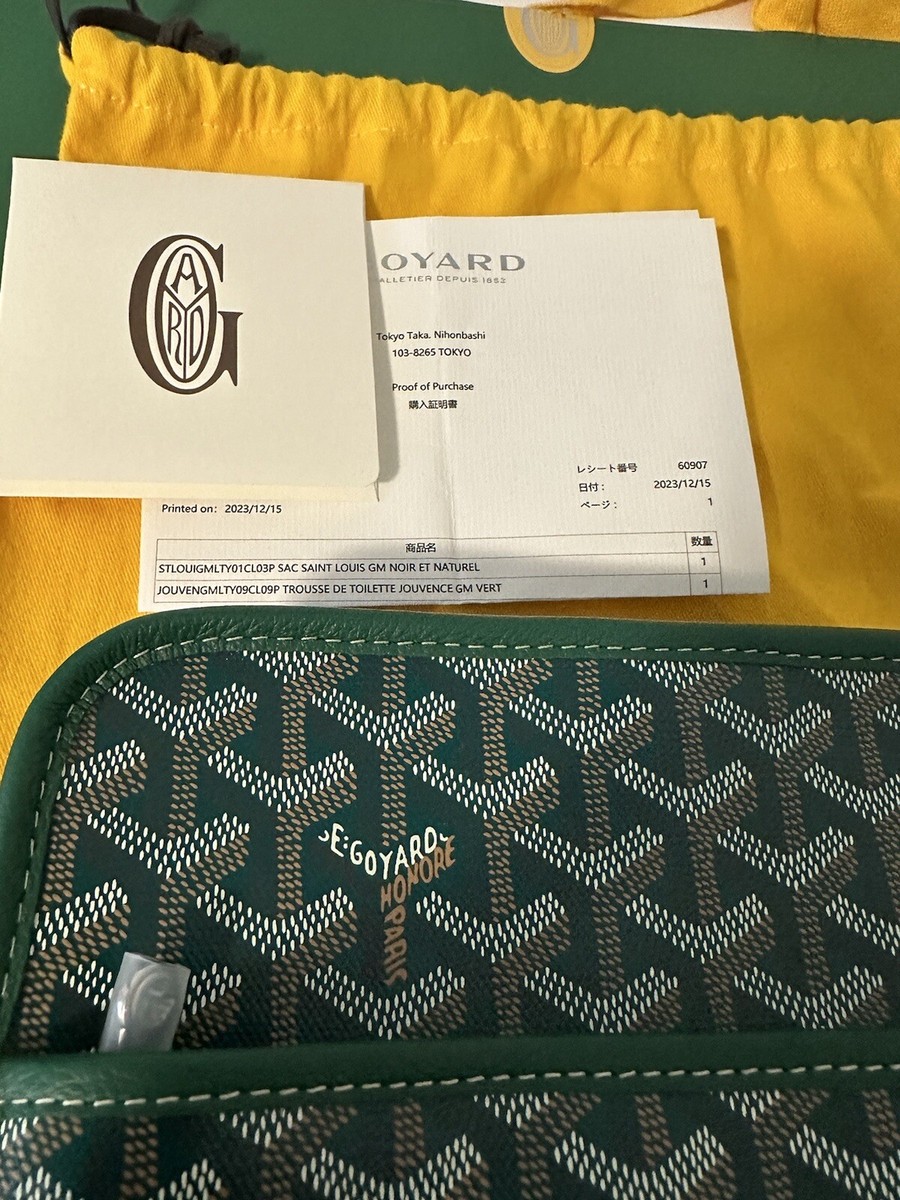 GOYARD
OYARD
ALLETIER DEPUIS 1852
Tokyo Taka. Nihonbashi
103-8265 TOKYO
Proof of Purchase
購入証明書
レシート番号 60907
日付： 2023/12/15
ページ： 1
Printed on: 2023/12/15
商品名 数量
STLOUIGMLTY01CL03P SAC SAINT LOUIS GM NOIR ET NATUREL 1
JOUVENGMLTY09CL09P TROUSSE DE TOILETTE JOUVENCE GM VERT 1
E:GOYARD
HONORE
PARIS